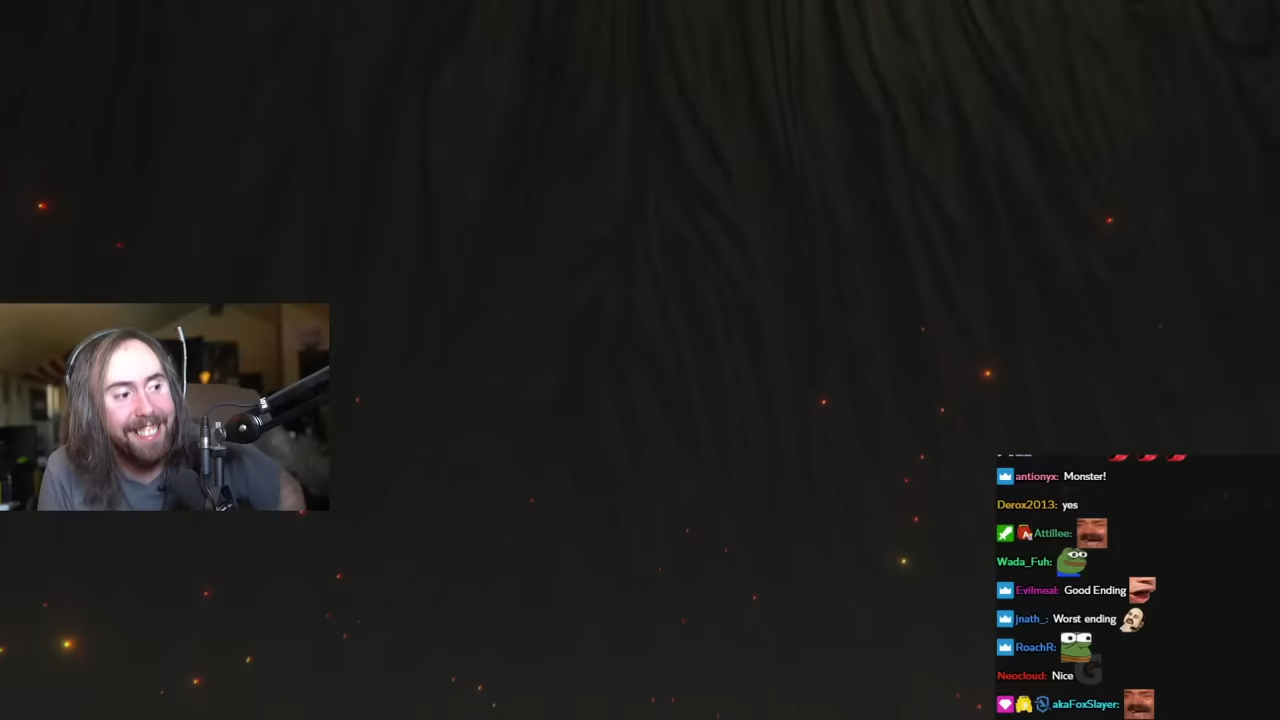 antionyx: Monster!
Derox2013: yes
Attillee:
Wada_Fuh:
Evilmeal: Good Ending
jnath_: Worst ending
RoachR:
Neocloud: Nice
G
akaFoxSlayer: